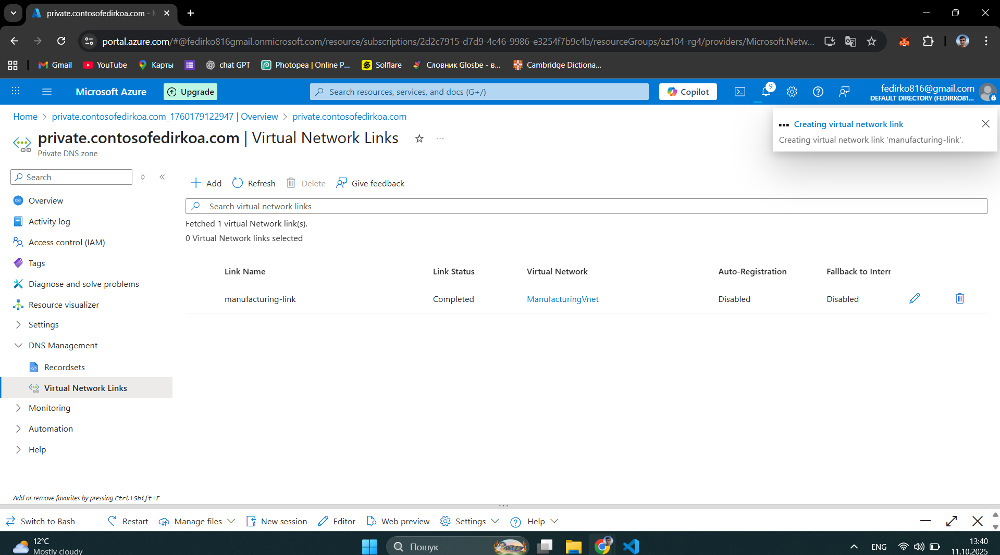 private.contosofedirkoa.com - M
portal.azure.com/#@fedirko816gmail.onmicrosoft.com/resource/subscriptions/2d2c7915-d7d9-4c46-9986-e3254f7b9c4b/resourceGroups/az104-rg4/providers/Microsoft.Netw...
Gmail YouTube Карты chat GPT Photopea | Online P... Solflare Словник Glosbe - в... Cambridge Dictiona...
Microsoft Azure Upgrade Search resources, services, and docs (G+/) Copilot 9 fedirko816@gmail.com
DEFAULT DIRECTORY (FEDIRKO81...
Home > private.contosofedirkoa.com_1760179122947 | Overview > private.contosofedirkoa.com
Creating virtual network link
Creating virtual network link 'manufacturing-link'.
private.contosofedirkoa.com | Virtual Network Links
Private DNS zone
Search
Overview
Activity log
Access control (IAM)
Tags
Diagnose and solve problems
Resource visualizer
Settings
DNS Management
Recordsets
Virtual Network Links
Monitoring
Automation
Help
Add or remove favorites by pressing Ctrl+Shift+F
Add Refresh Delete Give feedback
Search virtual network links
Fetched 1 virtual Network link(s).
0 Virtual Network links selected
Link Name Link Status Virtual Network Auto-Registration Fallback to Interr
manufacturing-link Completed ManufacturingVnet Disabled Disabled
Switch to Bash Restart Manage files New session Editor Web preview Settings Help
12°C
Mostly cloudy
Пошук
ENG
13:40
11.10.2025